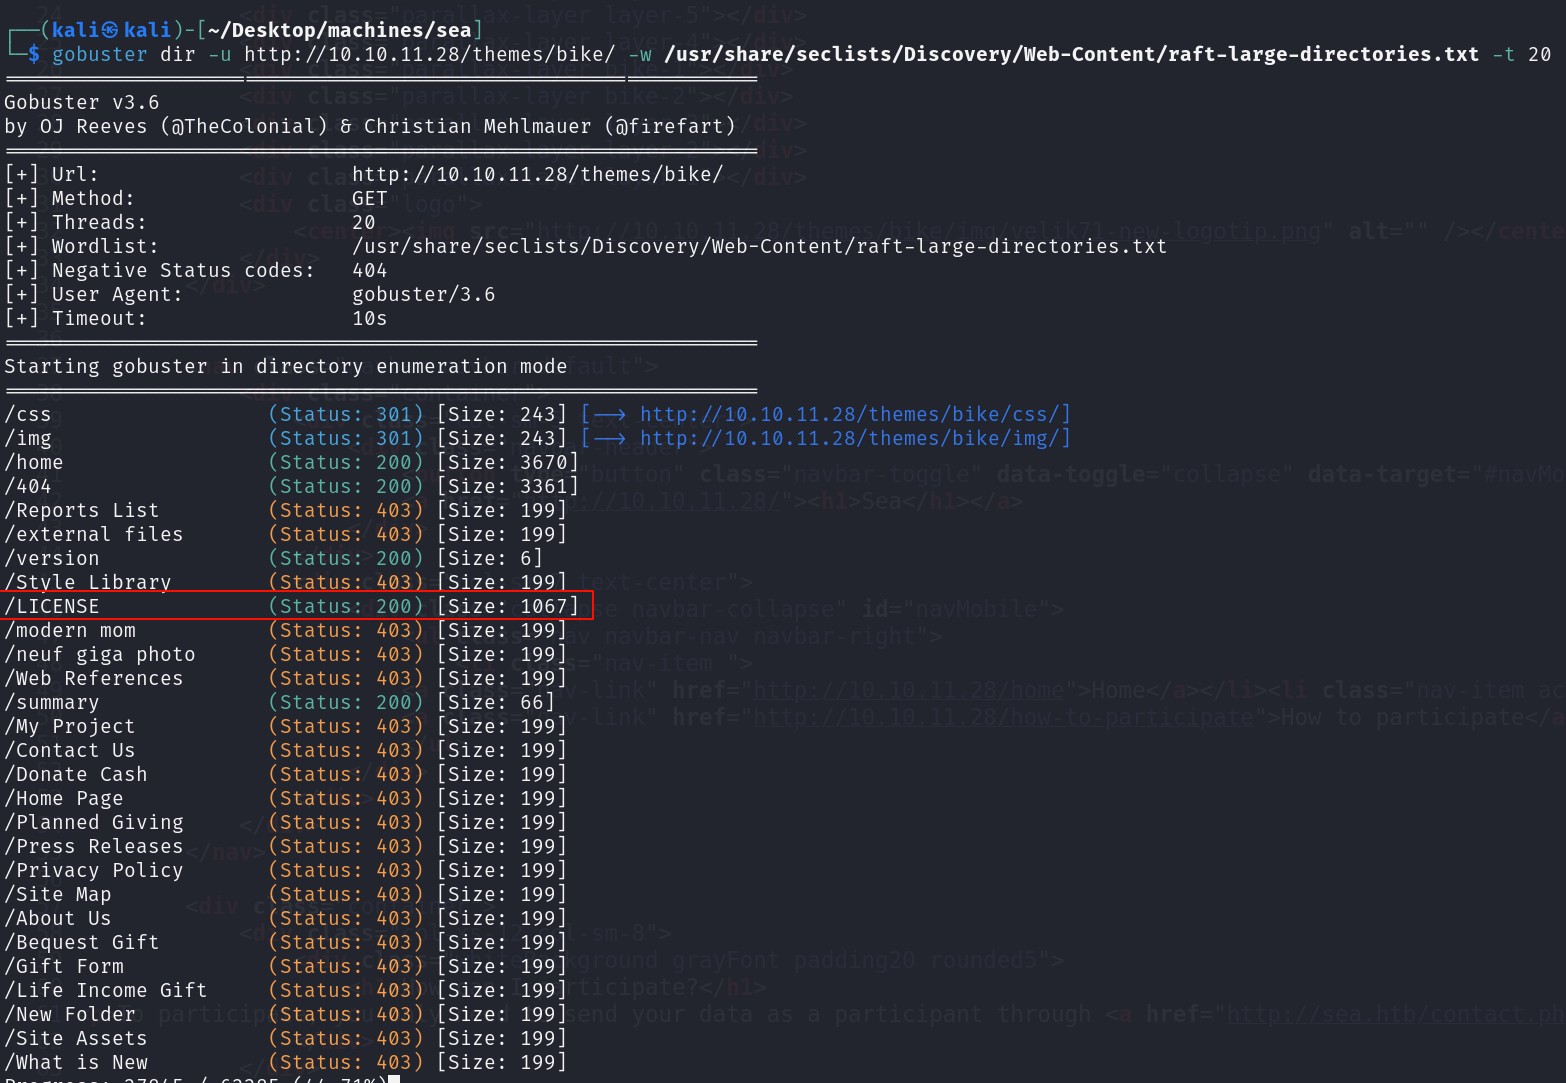 ┌──(kali㉿kali)-[~/Desktop/machines/sea]
└─$ gobuster dir -u http://10.10.11.28/themes/bike/ -w /usr/share/seclists/Discovery/Web-Content/raft-large-directories.txt -t 20
===============================================================
Gobuster v3.6
by OJ Reeves (@TheColonial) & Christian Mehlmauer (@firefart)
===============================================================
[+] Url:                     http://10.10.11.28/themes/bike/
[+] Method:                  GET
[+] Threads:                 20
[+] Wordlist:                /usr/share/seclists/Discovery/Web-Content/raft-large-directories.txt
[+] Negative Status codes:   404
[+] User Agent:              gobuster/3.6
[+] Timeout:                 10s
===============================================================
Starting gobuster in directory enumeration mode
===============================================================
/css                  (Status: 301) [Size: 243] [--> http://10.10.11.28/themes/bike/css/]
/img                  (Status: 301) [Size: 243] [--> http://10.10.11.28/themes/bike/img/]
/home                 (Status: 200) [Size: 3670]
/404                  (Status: 200) [Size: 3361]
/Reports List         (Status: 403) [Size: 199]
/external files       (Status: 403) [Size: 199]
/version              (Status: 200) [Size: 6]
/Style Library        (Status: 403) [Size: 199]
/LICENSE              (Status: 200) [Size: 1067]
/modern mom           (Status: 403) [Size: 199]
/neuf giga photo      (Status: 403) [Size: 199]
/Web References       (Status: 403) [Size: 199]
/summary              (Status: 200) [Size: 66]
/My Project           (Status: 403) [Size: 199]
/Contact Us           (Status: 403) [Size: 199]
/Donate Cash          (Status: 403) [Size: 199]
/Home Page            (Status: 403) [Size: 199]
/Planned Giving       (Status: 403) [Size: 199]
/Press Releases       (Status: 403) [Size: 199]
/Privacy Policy       (Status: 403) [Size: 199]
/Site Map             (Status: 403) [Size: 199]
/About Us             (Status: 403) [Size: 199]
/Bequest Gift         (Status: 403) [Size: 199]
/Gift Form            (Status: 403) [Size: 199]
/Life Income Gift     (Status: 403) [Size: 199]
/New Folder           (Status: 403) [Size: 199]
/Site Assets          (Status: 403) [Size: 199]
/What is New          (Status: 403) [Size: 199]